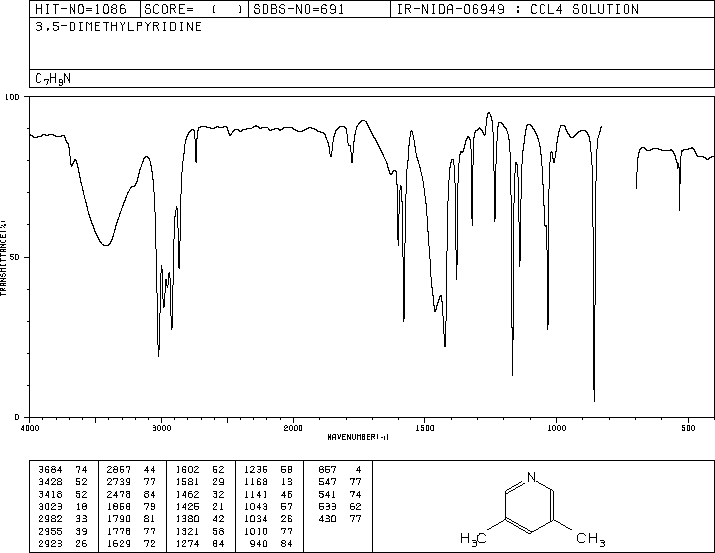 HIT-NO=1086 SCORE= ( ) SDBS-NO=691 IR-NIDA-06949 : CCL4 SOLUTION
3,5-DIMETHYLPYRIDINE
C7H9N
100
50
0
TRANSMITTANCE(%)
4000 3000 2000 1500 1000 500
WAVENUMBER(-1)
3684 74 2867 44 1602 52 1236 58 857 4
3428 52 2739 77 1581 29 1168 13 547 77
3418 52 2478 84 1462 32 1141 46 541 74
3023 18 1868 79 1426 21 1043 57 533 62
2982 33 1790 81 1380 42 1034 26 430 77
2955 39 1778 77 1321 58 1010 77
2923 26 1629 72 1274 84 940 84
N
H3C CH3